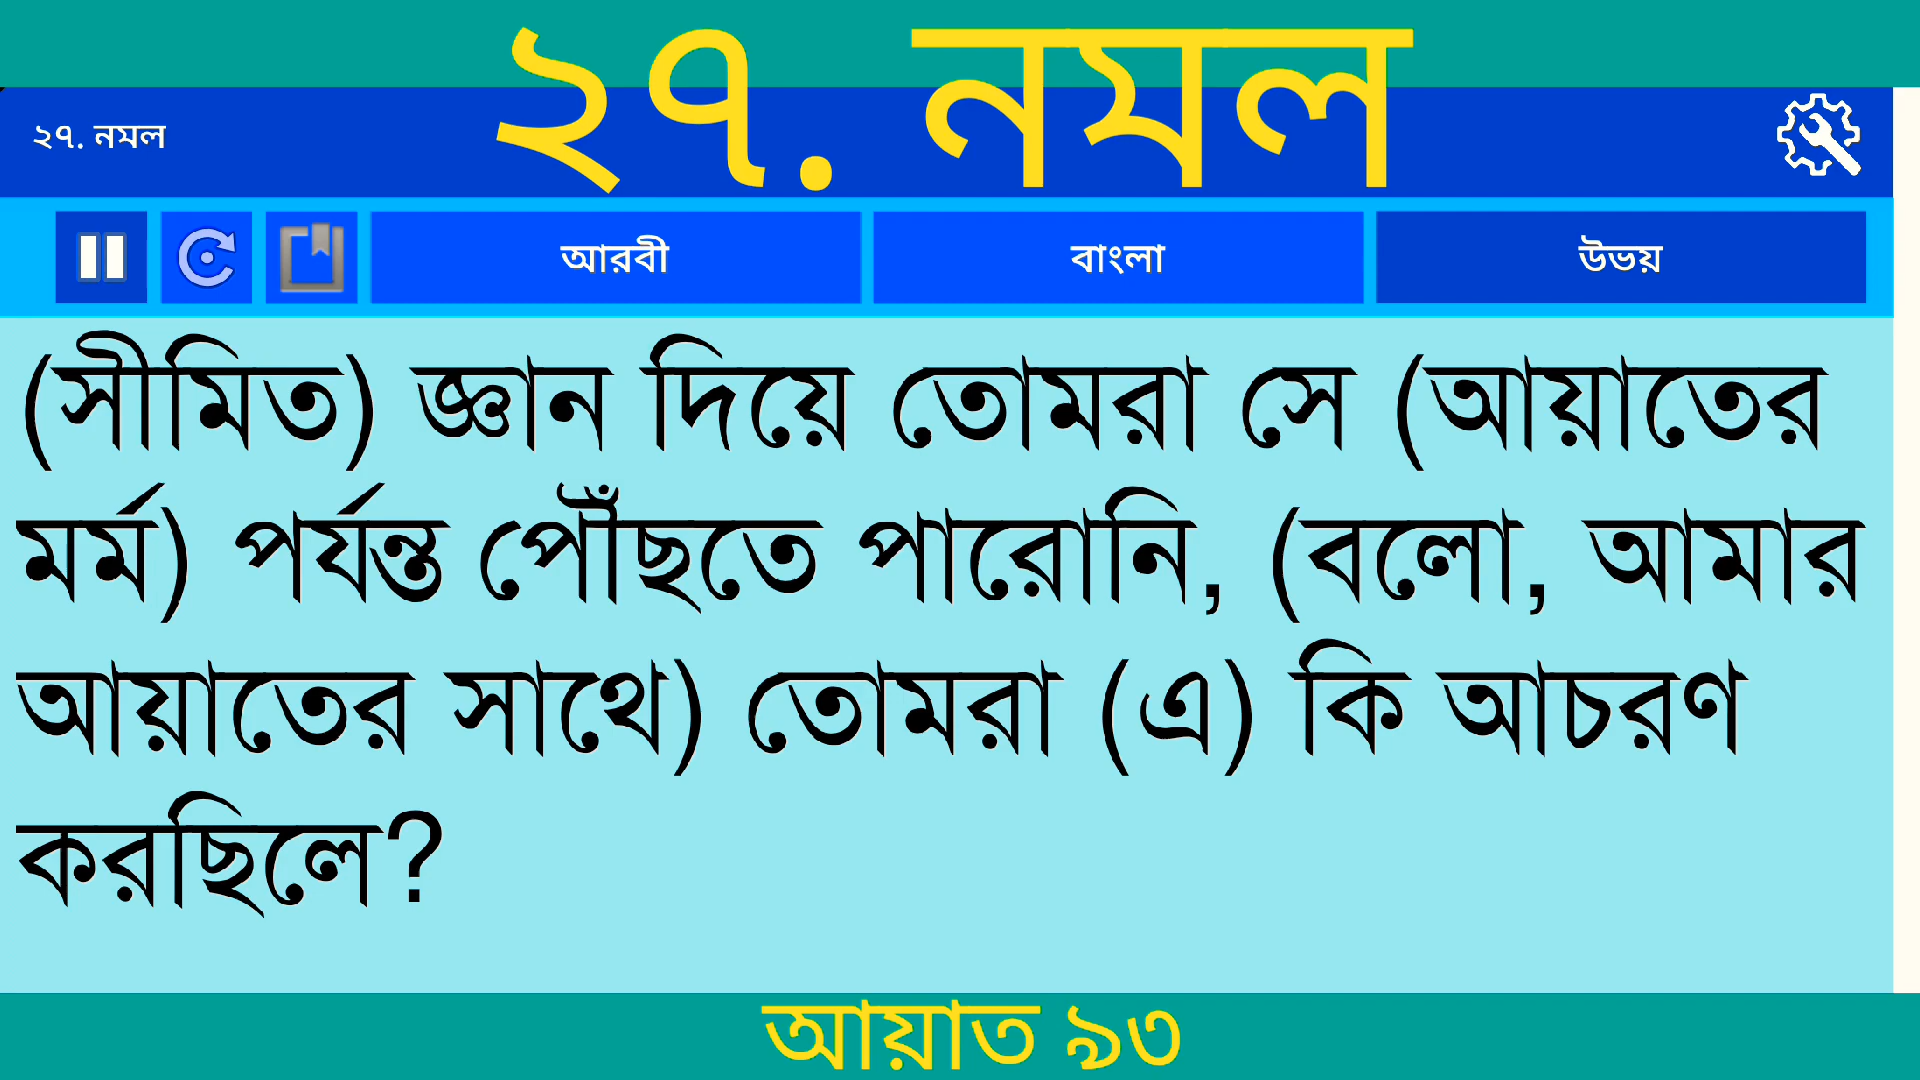 ২৭. নমল
২৭. নমল
আরবী
বাংলা
উভয়
(সীমিত) জ্ঞান দিয়ে তোমরা সে (আয়াতের
মর্ম) পর্যন্ত পৌঁছতে পারোনি, (বলো, আমার
আয়াতের সাথে) তোমরা (এ) কি আচরণ
করছিলে?
আয়াত ৯৩